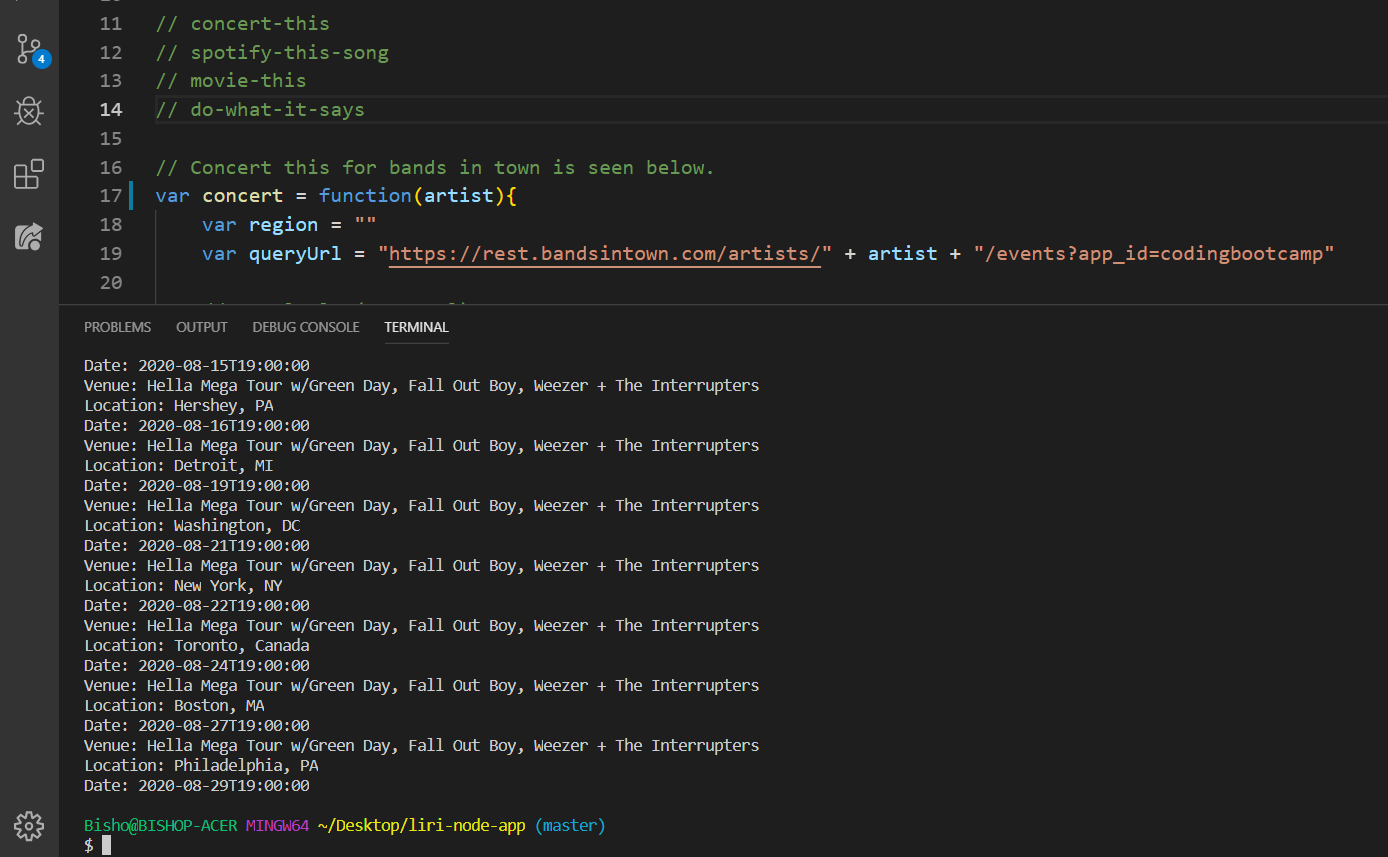 11 // concert-this
4
12 // spotify-this-song
13 // movie-this
14 // do-what-it-says
15
16 // Concert this for bands in town is seen below.
17 var concert = function(artist){
18 var region = ""
19 var queryUrl = "https://rest.bandsintown.com/artists/" + artist + "/events?app_id=codingbootcamp"
20
PROBLEMS OUTPUT DEBUG CONSOLE TERMINAL
Date: 2020-08-15T19:00:00
Venue: Hella Mega Tour w/Green Day, Fall Out Boy, Weezer + The Interrupters
Location: Hershey, PA
Date: 2020-08-16T19:00:00
Venue: Hella Mega Tour w/Green Day, Fall Out Boy, Weezer + The Interrupters
Location: Detroit, MI
Date: 2020-08-19T19:00:00
Venue: Hella Mega Tour w/Green Day, Fall Out Boy, Weezer + The Interrupters
Location: Washington, DC
Date: 2020-08-21T19:00:00
Venue: Hella Mega Tour w/Green Day, Fall Out Boy, Weezer + The Interrupters
Location: New York, NY
Date: 2020-08-22T19:00:00
Venue: Hella Mega Tour w/Green Day, Fall Out Boy, Weezer + The Interrupters
Location: Toronto, Canada
Date: 2020-08-24T19:00:00
Venue: Hella Mega Tour w/Green Day, Fall Out Boy, Weezer + The Interrupters
Location: Boston, MA
Date: 2020-08-27T19:00:00
Venue: Hella Mega Tour w/Green Day, Fall Out Boy, Weezer + The Interrupters
Location: Philadelphia, PA
Date: 2020-08-29T19:00:00
Bisho@BISHOP-ACER MINGW64 ~/Desktop/liri-node-app (master)
$